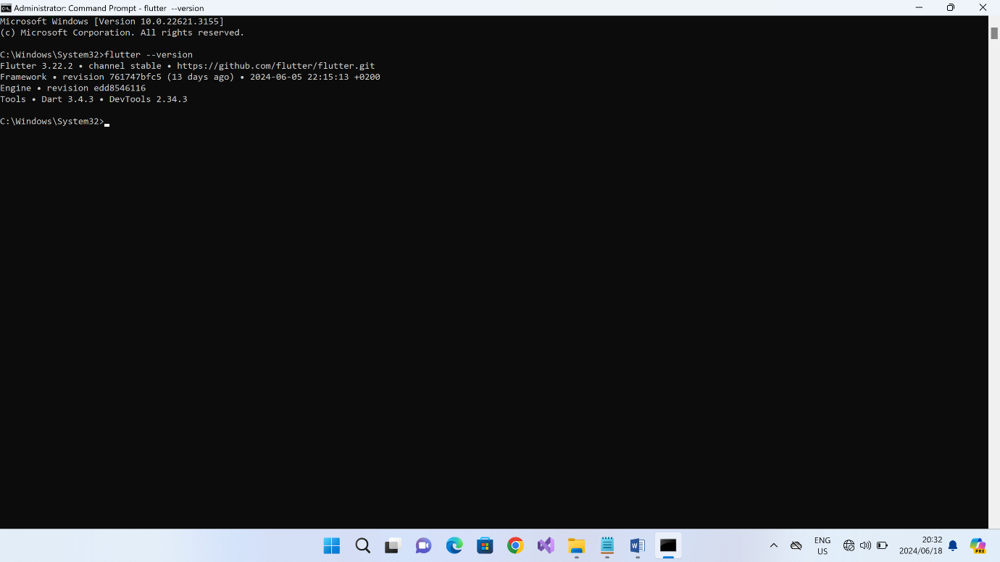 Administrator: Command Prompt - flutter  --version
Microsoft Windows [Version 10.0.22621.3155]
(c) Microsoft Corporation. All rights reserved.
C:\Windows\System32>flutter --version
Flutter 3.22.2 • channel stable • https://github.com/flutter/flutter.git
Framework • revision 761747bfc5 (13 days ago) • 2024-06-05 22:15:13 +0200
Engine • revision edd8546116
Tools • Dart 3.4.3 • DevTools 2.34.3
C:\Windows\System32>
ENG
US
20:32
2024/06/18
PRE